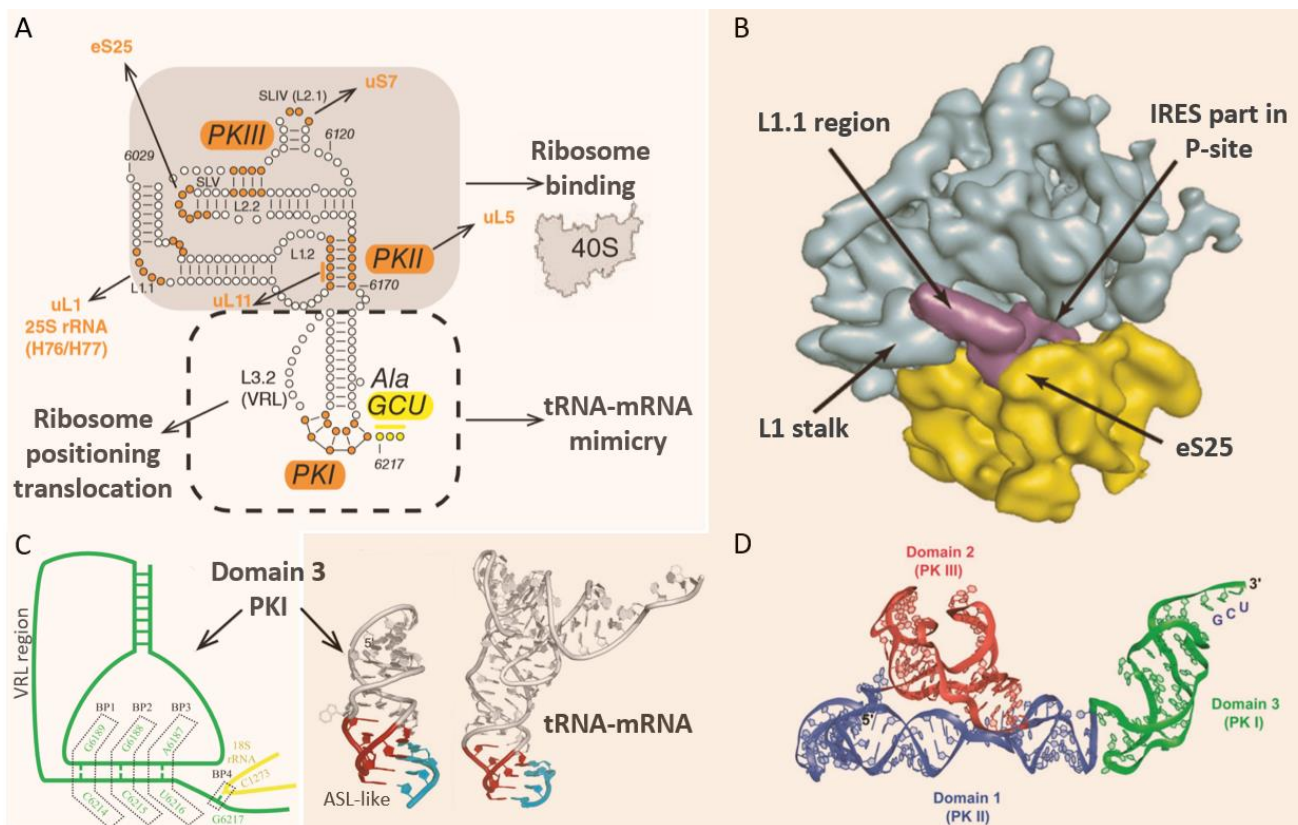 A
eS25
uS7
SLIV (L2.1)
PKIII
6120
6029
SLV
L2.2
Ribosome
binding
40S
L1.2
PKII
uL5
L1.1
uL11
6170
uL1
25S rRNA
(H76/H77)
L3.2
(VRL)
Ala
GCU
6217
PKI
tRNA-mRNA
mimicry
Ribosome
positioning
translocation
B
L1.1 region
IRES part in
P-site
L1 stalk
eS25
C
VRL region
Domain 3
PKI
BP1 BP2 BP3
G6189 G6188 A6187
18S
rRNA
BP4
C1273
C6214 C6215 U6216
G6217
5'
ASL-like
tRNA-mRNA
D
Domain 2
(PK III)
3'
G C U
5'
Domain 3
(PK I)
Domain 1
(PK II)